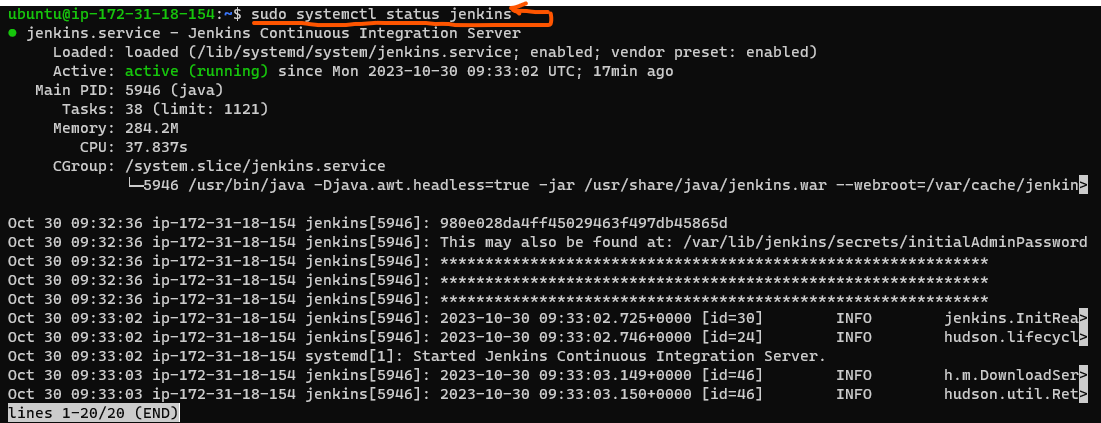 ubuntu@ip-172-31-18-154:~$ sudo systemctl status jenkins
● jenkins.service - Jenkins Continuous Integration Server
Loaded: loaded (/lib/systemd/system/jenkins.service; enabled; vendor preset: enabled)
Active: active (running) since Mon 2023-10-30 09:33:02 UTC; 17min ago
Main PID: 5946 (java)
Tasks: 38 (limit: 1121)
Memory: 284.2M
CPU: 37.837s
CGroup: /system.slice/jenkins.service
└─5946 /usr/bin/java -Djava.awt.headless=true -jar /usr/share/java/jenkins.war --webroot=/var/cache/jenkin>
Oct 30 09:32:36 ip-172-31-18-154 jenkins[5946]: 980e028da4ff45029463f497db45865d
Oct 30 09:32:36 ip-172-31-18-154 jenkins[5946]: This may also be found at: /var/lib/jenkins/secrets/initialAdminPassword
Oct 30 09:32:36 ip-172-31-18-154 jenkins[5946]: *************************************************************
Oct 30 09:32:36 ip-172-31-18-154 jenkins[5946]: *************************************************************
Oct 30 09:32:36 ip-172-31-18-154 jenkins[5946]: *************************************************************
Oct 30 09:33:02 ip-172-31-18-154 jenkins[5946]: 2023-10-30 09:33:02.725+0000 [id=30]        INFO        jenkins.InitRea>
Oct 30 09:33:02 ip-172-31-18-154 jenkins[5946]: 2023-10-30 09:33:02.746+0000 [id=24]        INFO        hudson.lifecycl>
Oct 30 09:33:02 ip-172-31-18-154 systemd[1]: Started Jenkins Continuous Integration Server.
Oct 30 09:33:03 ip-172-31-18-154 jenkins[5946]: 2023-10-30 09:33:03.149+0000 [id=46]        INFO        h.m.DownloadSer>
Oct 30 09:33:03 ip-172-31-18-154 jenkins[5946]: 2023-10-30 09:33:03.150+0000 [id=46]        INFO        hudson.util.Ret>
lines 1-20/20 (END)